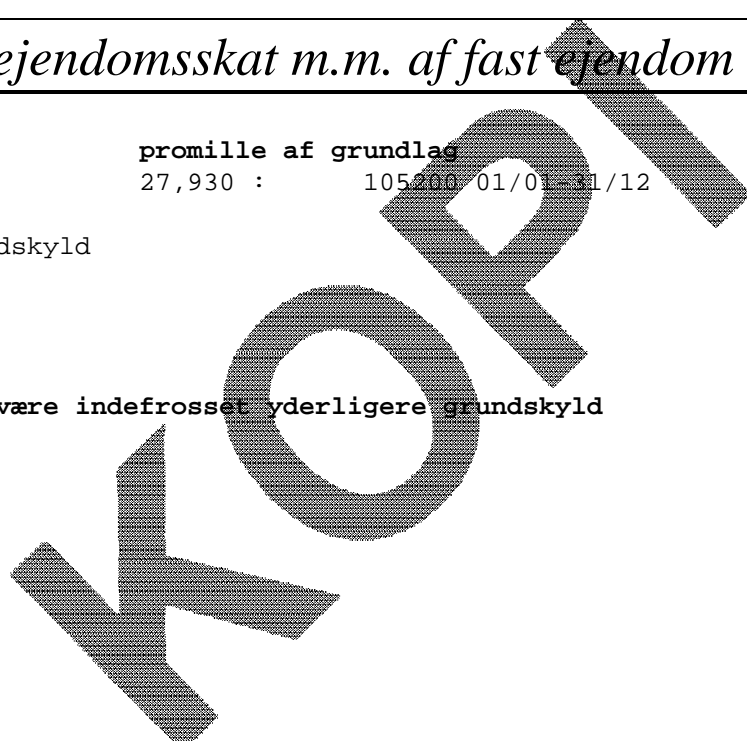 ejendomsskat m.m. af fast ejendom
promille af grundlag
27,930 : 105200 01/01-31/12
dskyld
være indefrosset yderligere grundskyld
KOPI